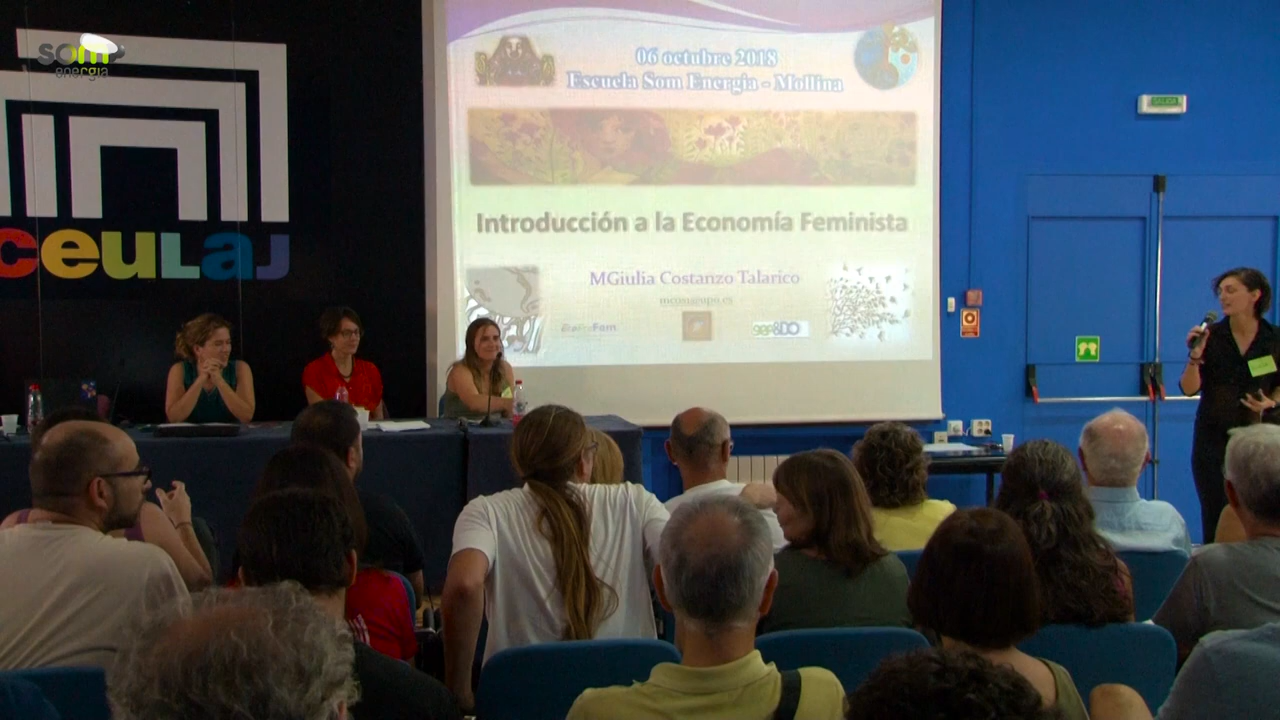 som
energia
ceulaj
06 octubre 2018
Escuela Som Energia - Mollina
Introducción a la Economía Feminista
MGiulia Costanzo Talarico
SALIDA